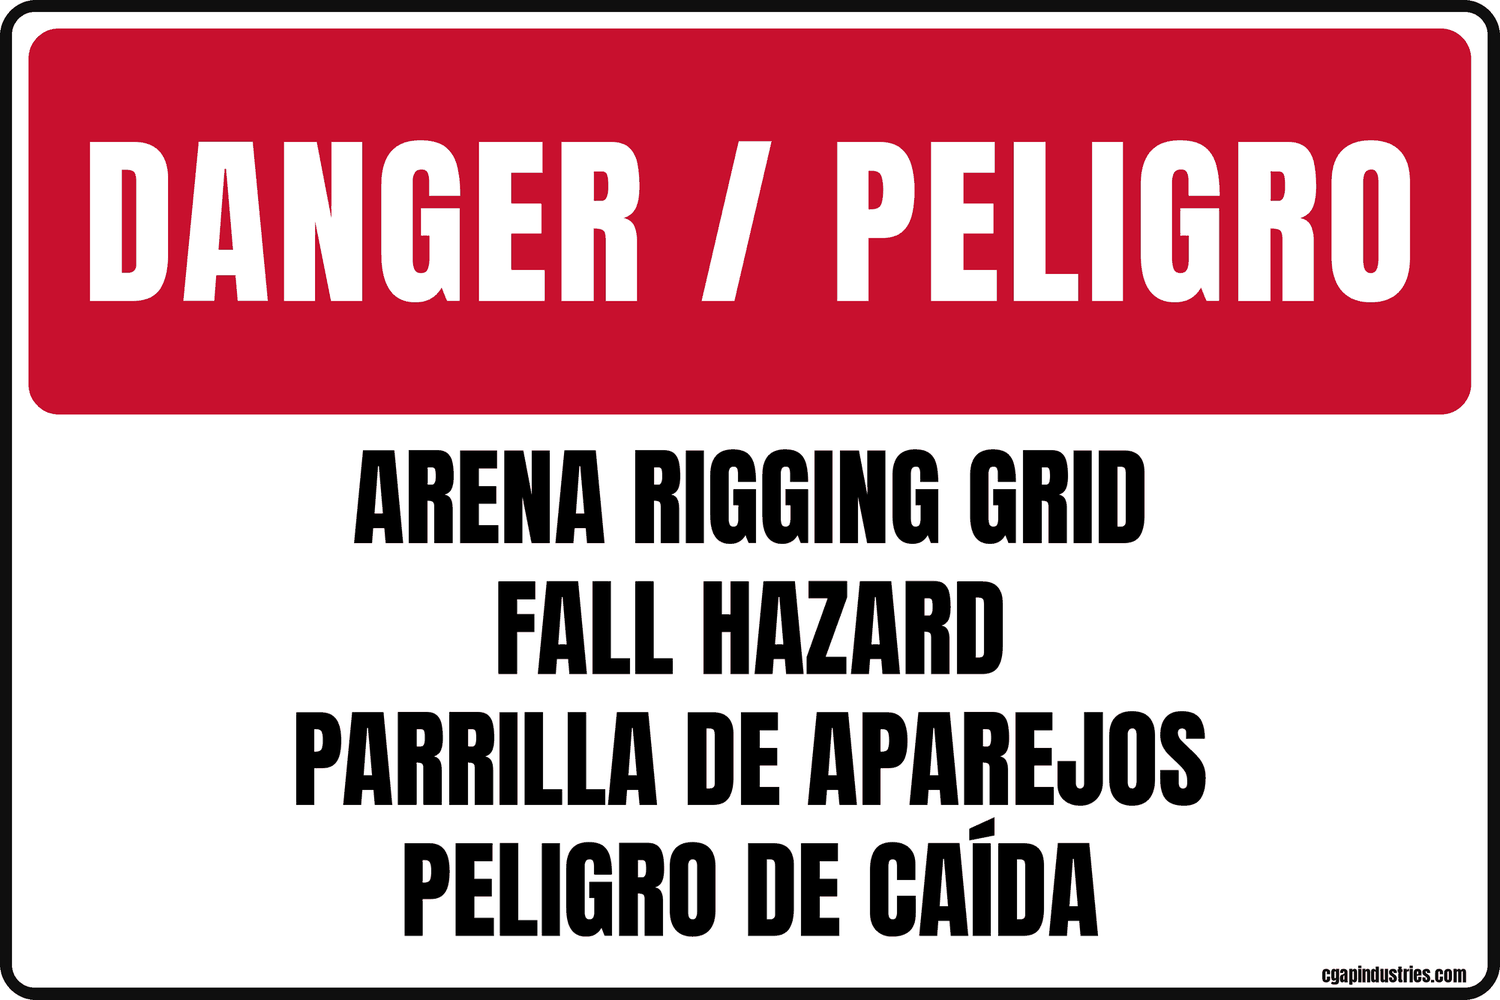 DANGER / PELIGRO
ARENA RIGGING GRID
FALL HAZARD
PARRILLA DE APAREJOS
PELIGRO DE CAÍDA
cgapindustries.com